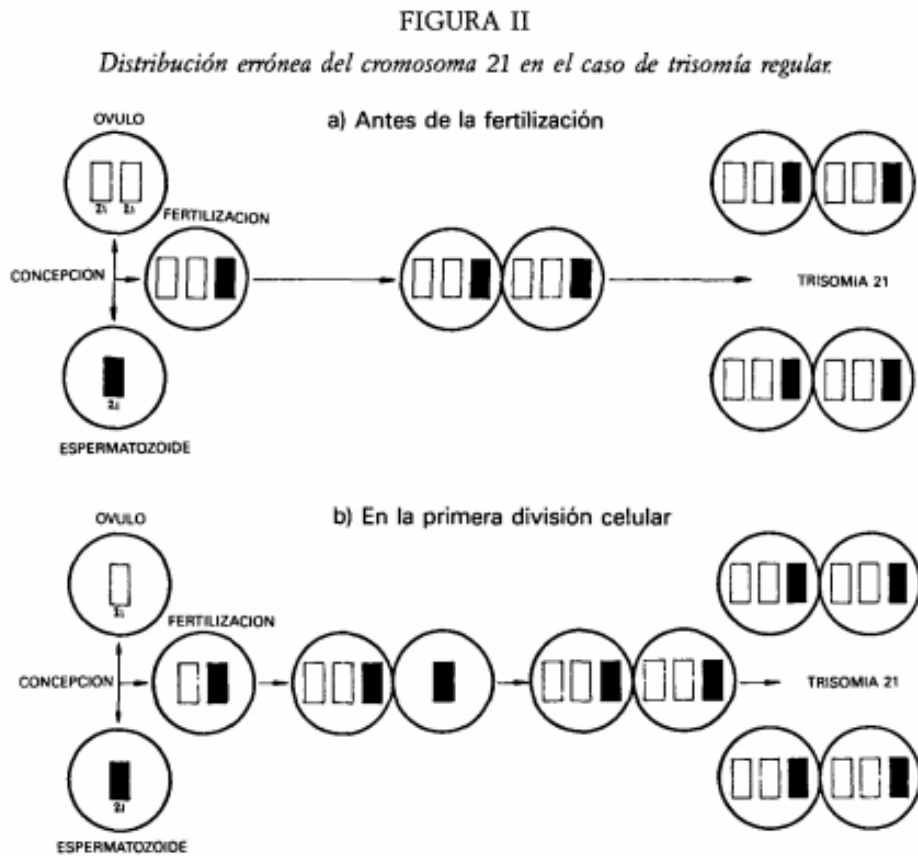 FIGURA II
Distribución errónea del cromosoma 21 en el caso de trisomía regular.
a) Antes de la fertilización
OVULO
21 21
FERTILIZACION
CONCEPCION
TRISOMIA 21
21
ESPERMATOZOIDE
b) En la primera división celular
OVULO
21
FERTILIZACION
CONCEPCION
TRISOMIA 21
21
ESPERMATOZOIDE